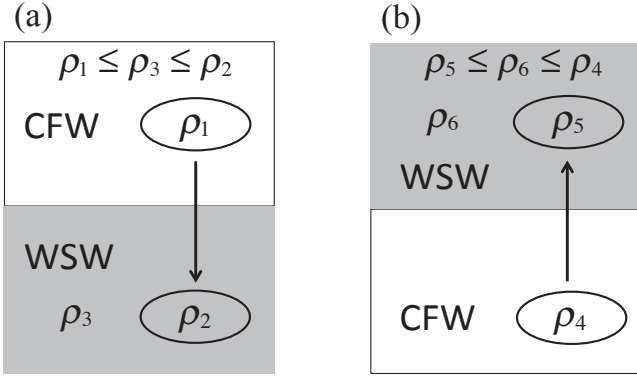 (a)
ρ₁ ≤ ρ₃ ≤ ρ₂
CFW ρ₁
WSW
ρ₃ ρ₂
(b)
ρ₅ ≤ ρ₆ ≤ ρ₄
ρ₆ ρ₅
WSW
CFW ρ₄